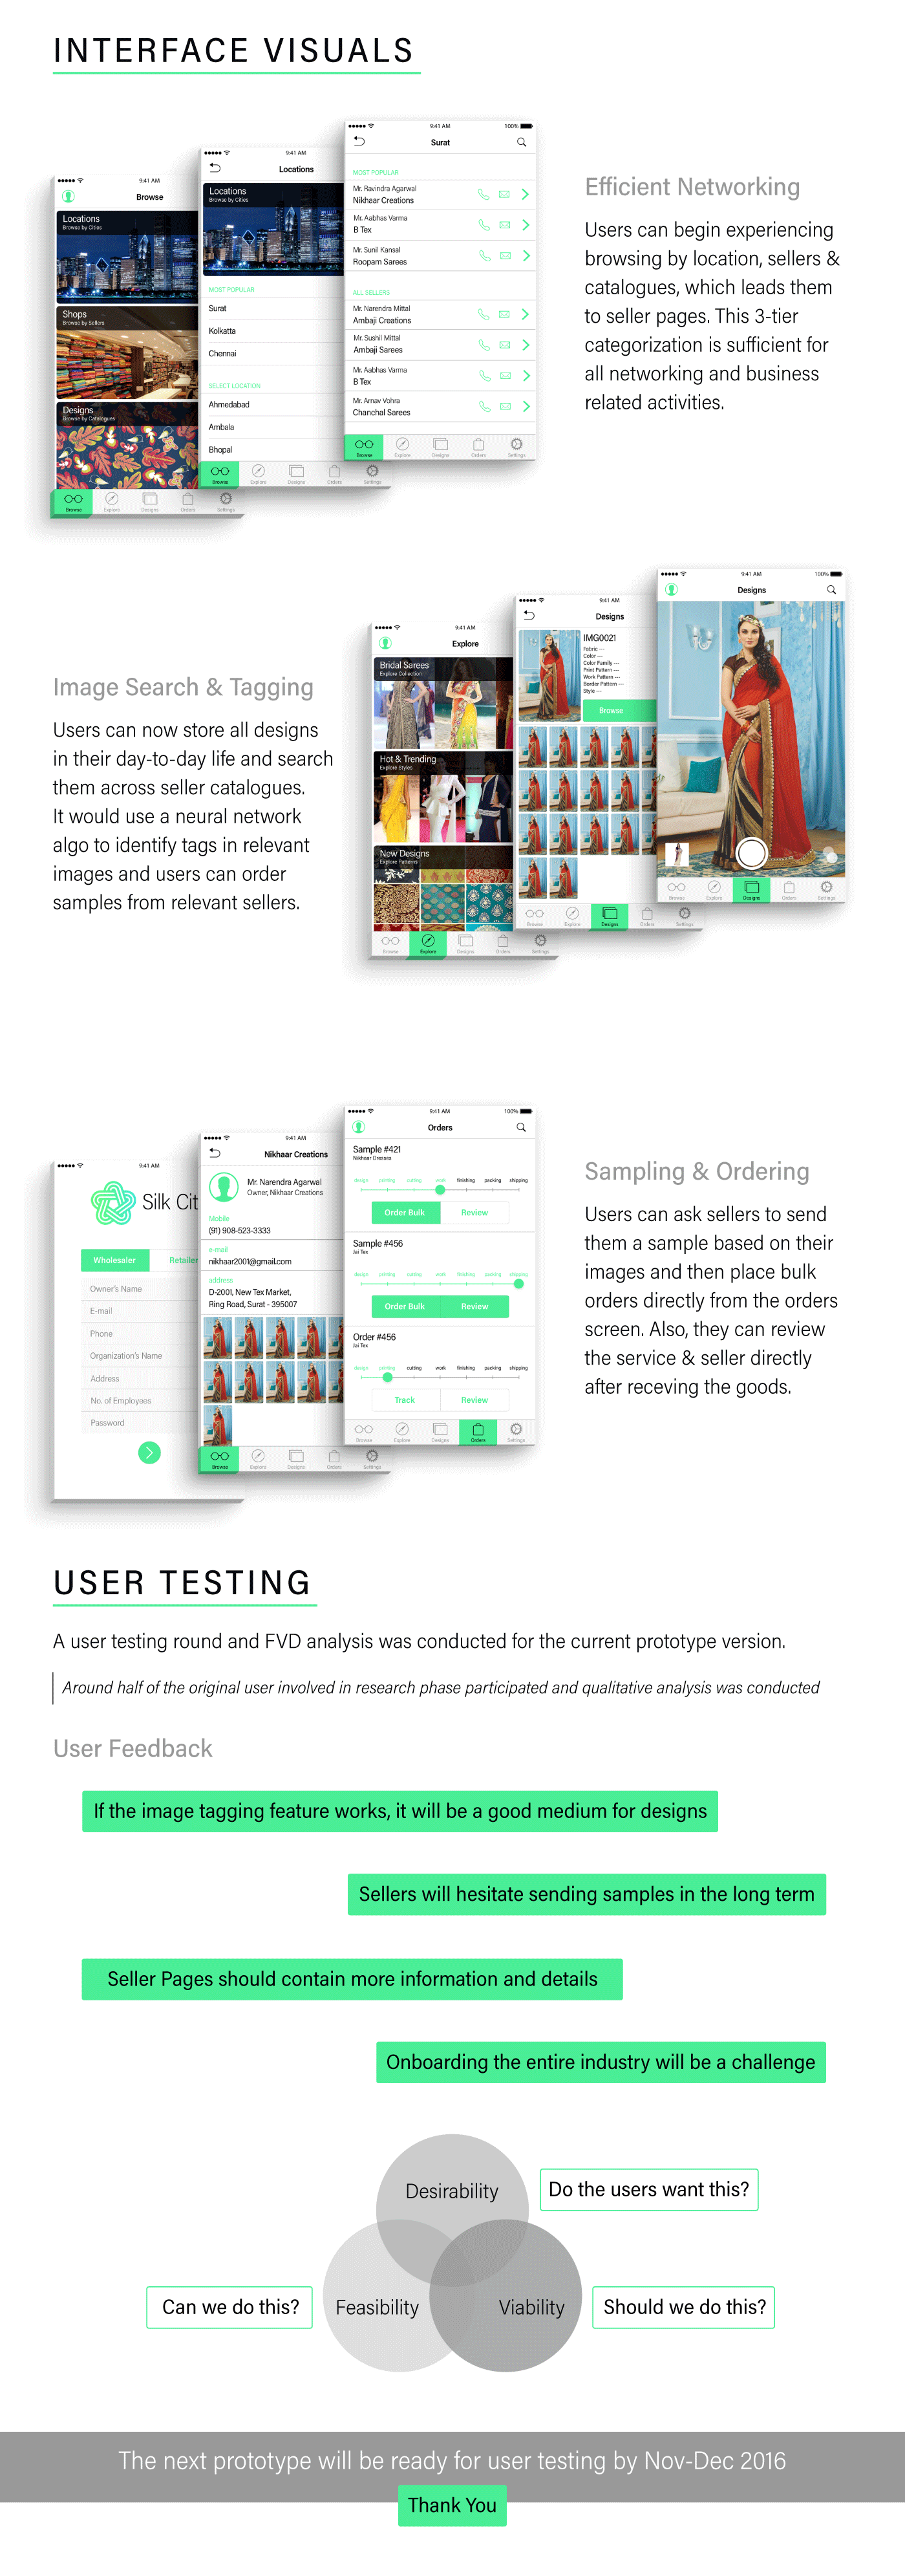 INTERFACE VISUALS
9:41 AM
Browse
Locations
Browse by Cities
Shops
Browse by Sellers
Designs
Browse by Catalogues
Browse
Explore
Designs
Orders
Settings
9:41 AM
Locations
Locations
Browse by Cities
MOST POPULAR
Surat
Kolkatta
Chennai
SELECT LOCATION
Ahmedabad
Ambala
Bhopal
Browse
Explore
Designs
Orders
Settings
9:41 AM
100%
Surat
MOST POPULAR
Mr. Ravindra Agarwal
Nikhaar Creations
Mr. Aabhas Varma
B Tex
Mr. Sunil Kansal
Roopam Sarees
ALL SELLERS
Mr. Narendra Mittal
Ambaji Creations
Mr. Sushil Mittal
Ambaji Sarees
Mr. Aabhas Varma
B Tex
Mr. Arnav Vohra
Chanchal Sarees
Browse
Explore
Designs
Orders
Settings
Efficient Networking
Users can begin experiencing
browsing by location, sellers &
catalogues, which leads them
to seller pages. This 3-tier
categorization is sufficient for
all networking and business
related activities.
Image Search & Tagging
Users can now store all designs
in their day-to-day life and search
them across seller catalogues.
It would use a neural network
algo to identify tags in relevant
images and users can order
samples from relevant sellers.
9:41 AM
Explore
Bridal Sarees
Explore Collection
Hot & Trending
Explore Styles
New Designs
Explore Patterns
Browse
Explore
Designs
Orders
Settings
9:41 AM
Designs
IMG0021
Fabric ---
Color ---
Color Family ---
Print Pattern ---
Work Pattern ---
Border Pattern ---
Style ---
Browse
Browse
Explore
Designs
Orders
Settings
9:41 AM
100%
Designs
Browse
Explore
Designs
Orders
Settings
9:41 AM
Silk Cit
Wholesaler
Retailer
Owner's Name
E-mail
Phone
Organization's Name
Address
No. of Employees
Password
9:41 AM
Nikhaar Creations
Mr. Narendra Agarwal
Owner, Nikhaar Creations
Mobile
(91) 908-523-3333
e-mail
nikhaar2001@gmail.com
address
D-2001, New Tex Market,
Ring Road, Surat - 395007
Browse
Explore
Designs
Orders
Settings
9:41 AM
100%
Orders
Sample #421
Nikhaar Dresses
design printing cutting work finishing packing shipping
Order Bulk
Review
Sample #456
Jai Tex
design printing cutting work finishing packing shipping
Order Bulk
Review
Order #456
Jai Tex
design printing cutting work finishing packing shipping
Track
Review
Browse
Explore
Designs
Orders
Settings
Sampling & Ordering
Users can ask sellers to send
them a sample based on their
images and then place bulk
orders directly from the orders
screen. Also, they can review
the service & seller directly
after receving the goods.
USER TESTING
A user testing round and FVD analysis was conducted for the current prototype version.
Around half of the original user involved in research phase participated and qualitative analysis was conducted
User Feedback
If the image tagging feature works, it will be a good medium for designs
Sellers will hesitate sending samples in the long term
Seller Pages should contain more information and details
Onboarding the entire industry will be a challenge
Desirability
Do the users want this?
Can we do this?
Feasibility
Viability
Should we do this?
The next prototype will be ready for user testing by Nov-Dec 2016
Thank You